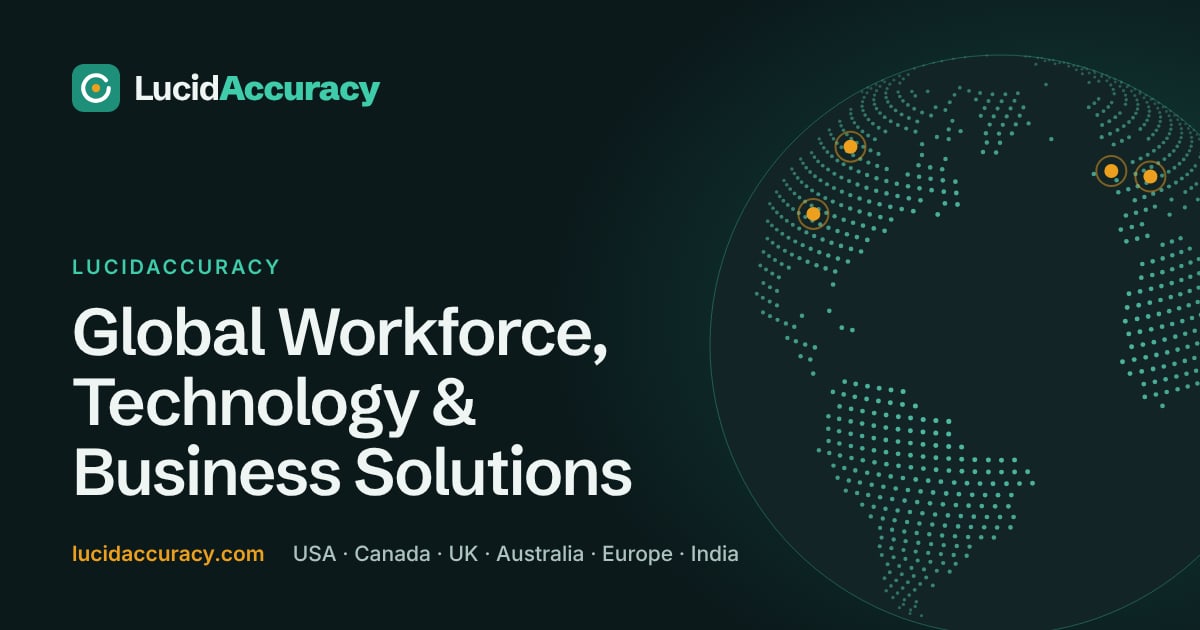 LucidAccuracy
LUCIDACCURACY
Global Workforce,
Technology &
Business Solutions
lucidaccuracy.com USA · Canada · UK · Australia · Europe · India